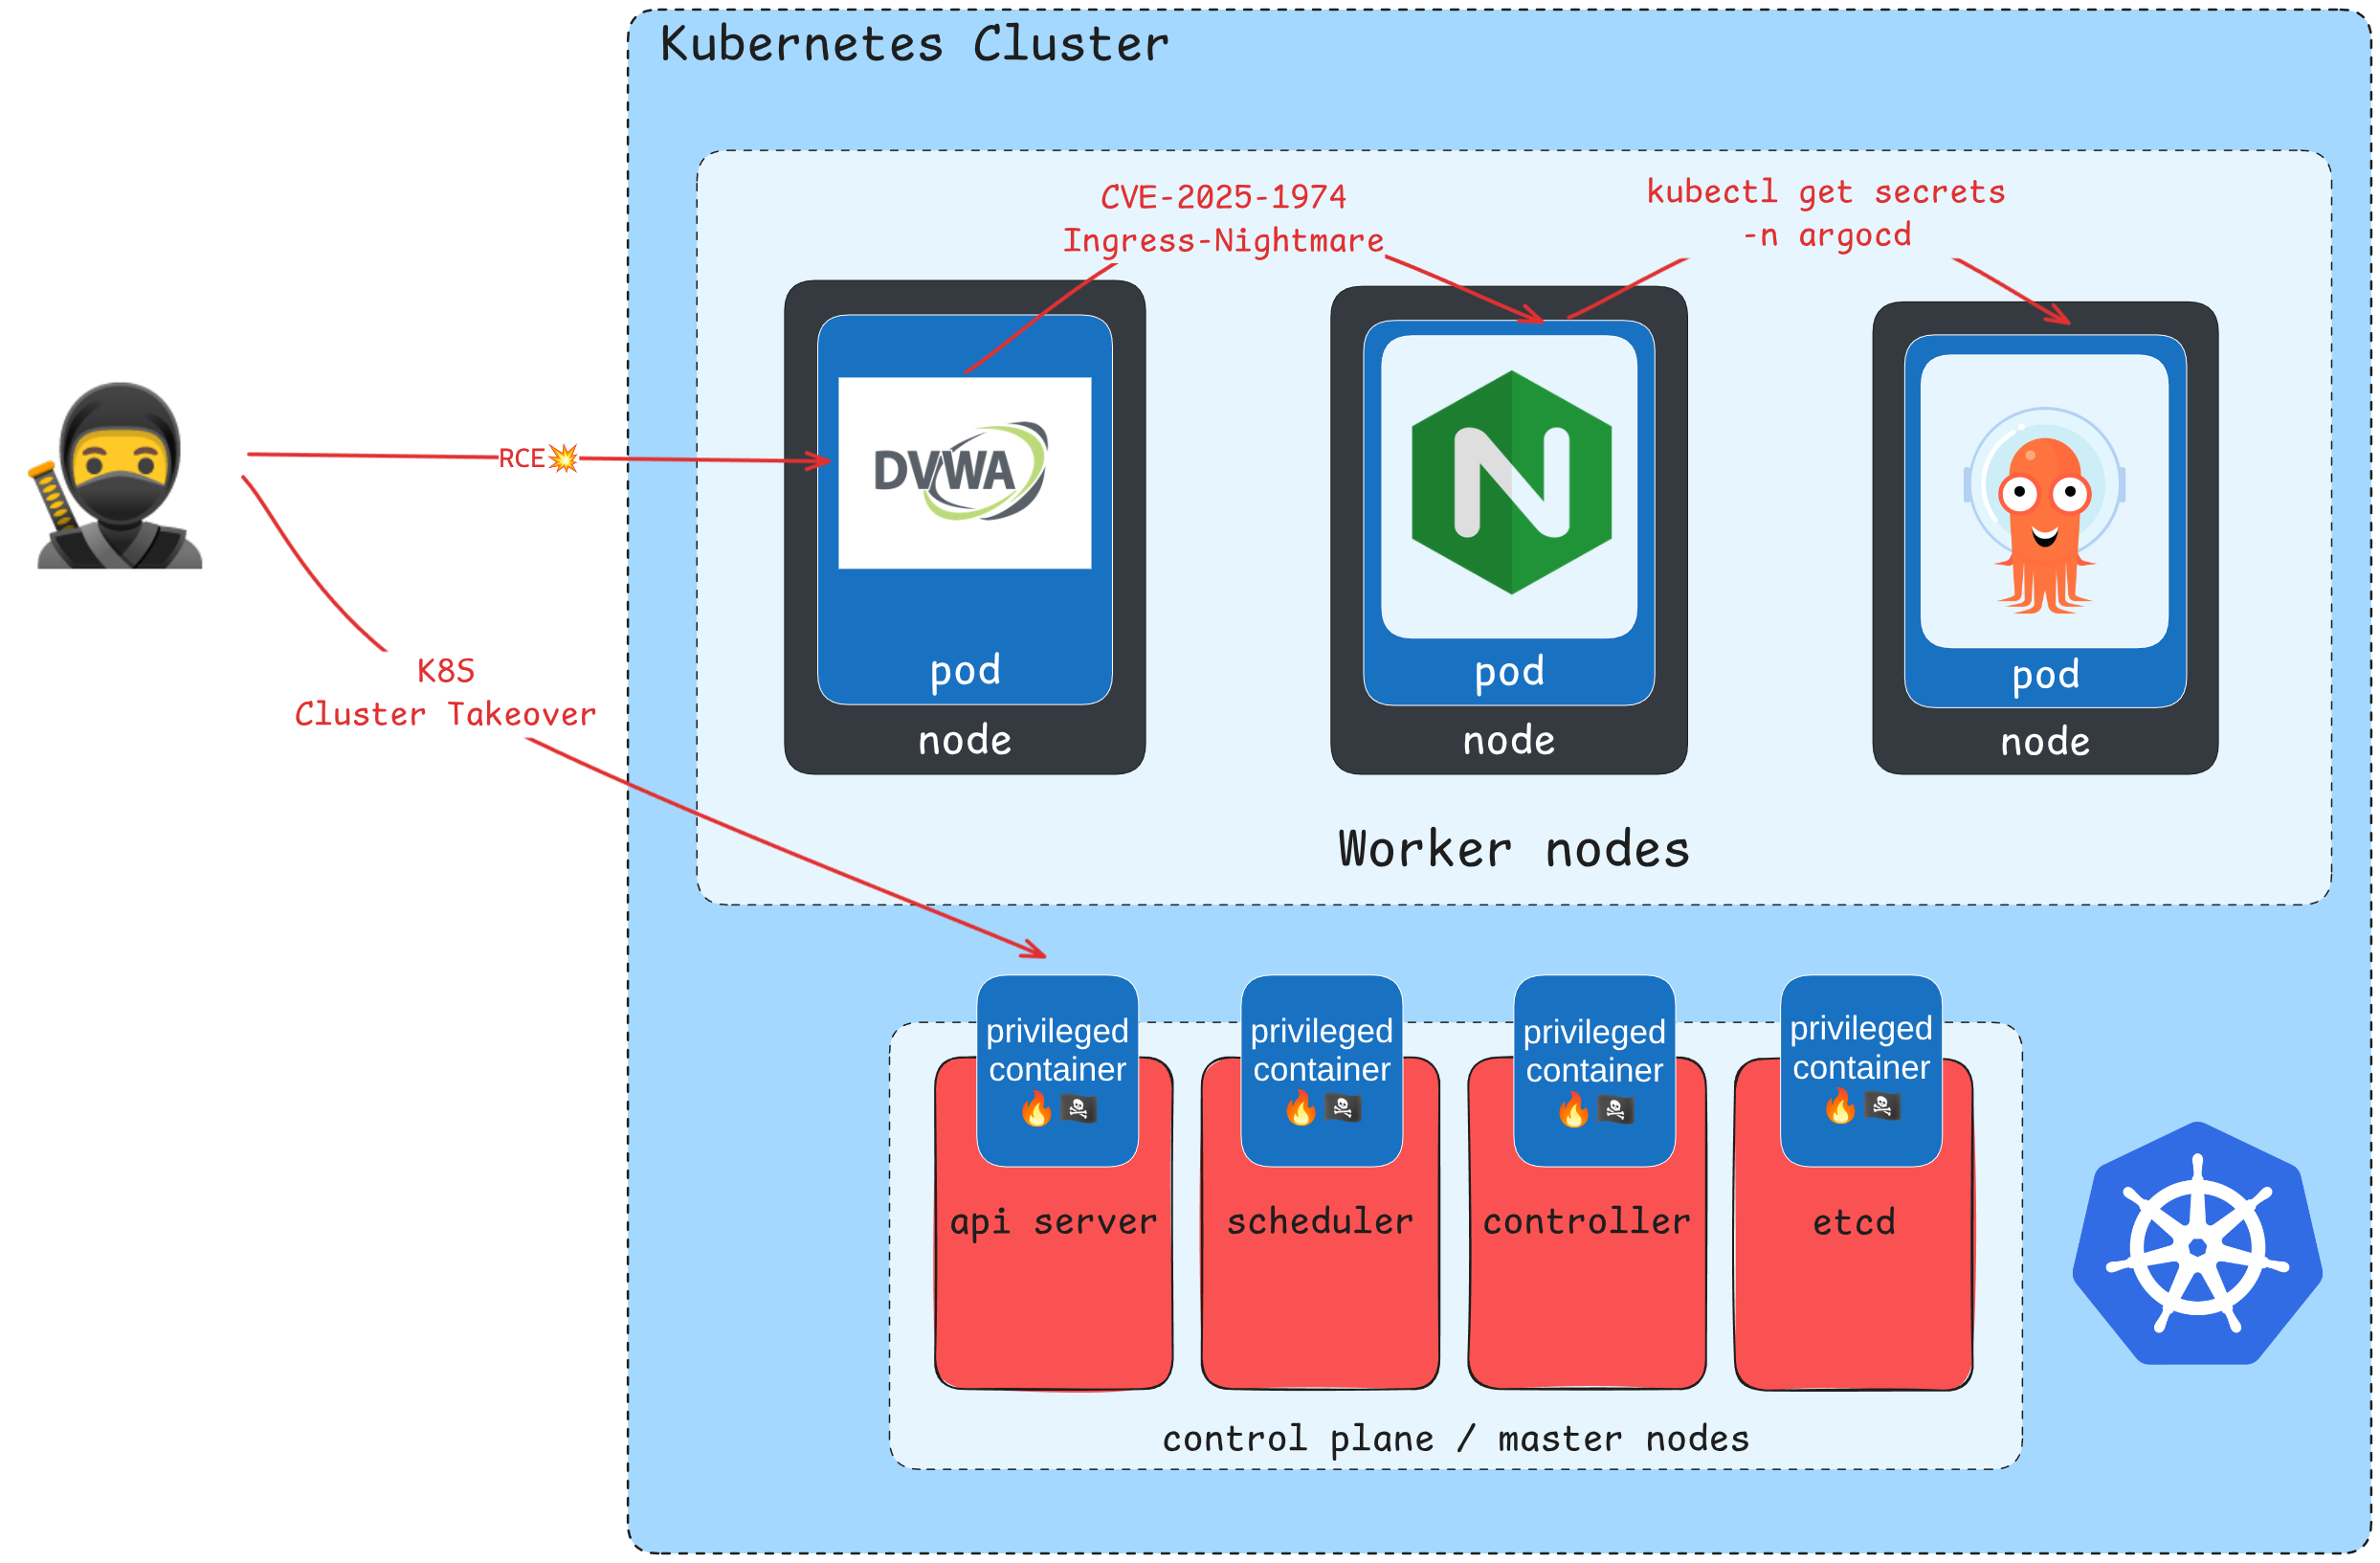 Kubernetes Cluster
CVE-2025-1974
Ingress-Nightmare
kubectl get secrets
-n argocd
RCE💥
DVWA
pod
node
pod
node
pod
node
K8S
Cluster Takeover
Worker nodes
privileged
container
🔥🏴‍☠️
privileged
container
🔥🏴‍☠️
privileged
container
🔥🏴‍☠️
privileged
container
🔥🏴‍☠️
api server
scheduler
controller
etcd
control plane / master nodes